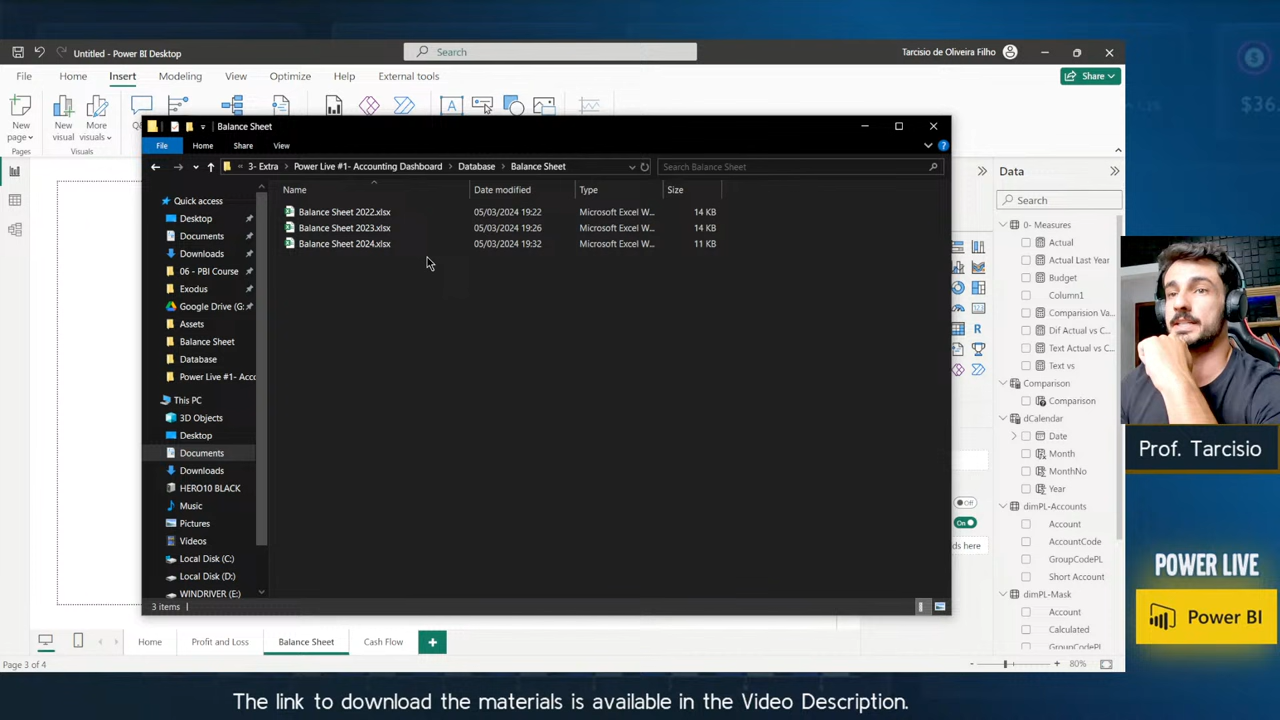 Untitled - Power BI Desktop
Search
Tarcisio de Oliveira Filho
File
Home
Insert
Modeling
View
Optimize
Help
External tools
Share
New page
New visual
More visuals
Visuals
$36
Balance Sheet
File
Home
Share
View
3- Extra
Power Live #1- Accounting Dashboard
Database
Balance Sheet
Search Balance Sheet
Name
Date modified
Type
Size
Balance Sheet 2022.xlsx
05/03/2024 19:22
Microsoft Excel W...
14 KB
Balance Sheet 2023.xlsx
05/03/2024 19:26
Microsoft Excel W...
14 KB
Balance Sheet 2024.xlsx
05/03/2024 19:32
Microsoft Excel W...
11 KB
Quick access
Desktop
Documents
Downloads
06 - PBI Course
Exodus
Google Drive (G:
Assets
Balance Sheet
Database
Power Live #1- Acco
This PC
3D Objects
Desktop
Documents
Downloads
HERO10 BLACK
Music
Pictures
Videos
Local Disk (C:)
Local Disk (D:)
WINDRIVER (E:)
3 items
Data
Search
0- Measures
Actual
Actual Last Year
Budget
Column1
Comparision Va...
Dif Actual vs C...
Text Actual vs C...
Text vs
Comparison
Comparison
dCalendar
Date
Month
MonthNo
Year
dimPL-Accounts
Account
AccountCode
GroupCodePL
Short Account
dimPL-Mask
Account
Calculated
GroupCodePL
Off
On
ds here
R
Prof. Tarcisio
POWER LIVE
Power BI
Home
Profit and Loss
Balance Sheet
Cash Flow
Page 3 of 4
80%
The link to download the materials is available in the Video Description.